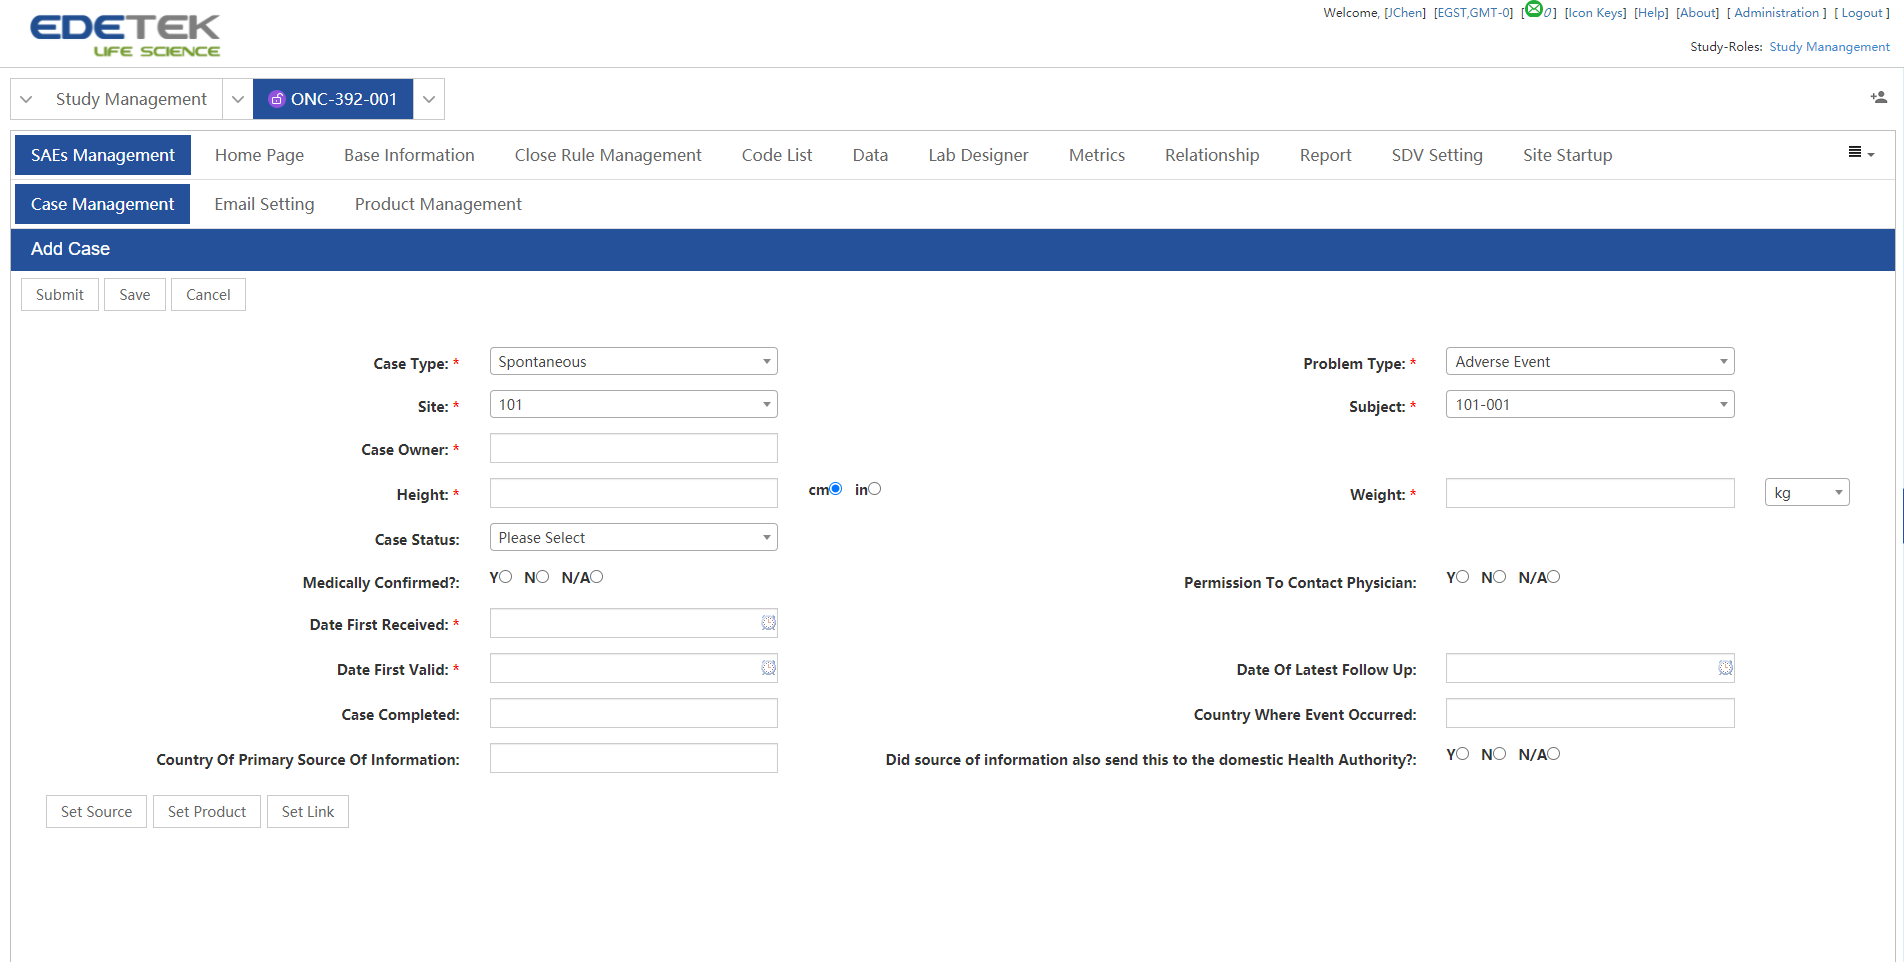 EDETEK
LIFE SCIENCE
Welcome, [JChen] [EGST,GMT-0] [0] [Icon Keys] [Help] [About] [ Administration ] [ Logout ]
Study-Roles: Study Manangement
Study Management ONC-392-001
SAEs Management Home Page Base Information Close Rule Management Code List Data Lab Designer Metrics Relationship Report SDV Setting Site Startup
Case Management Email Setting Product Management
Add Case
Submit Save Cancel
Case Type: * Spontaneous Problem Type: * Adverse Event
Site: * 101 Subject: * 101-001
Case Owner: *
Height: * cm in Weight: * kg
Case Status: Please Select
Medically Confirmed?: Y N N/A Permission To Contact Physician: Y N N/A
Date First Received: *
Date First Valid: * Date Of Latest Follow Up:
Case Completed: Country Where Event Occurred:
Country Of Primary Source Of Information: Did source of information also send this to the domestic Health Authority?: Y N N/A
Set Source Set Product Set Link